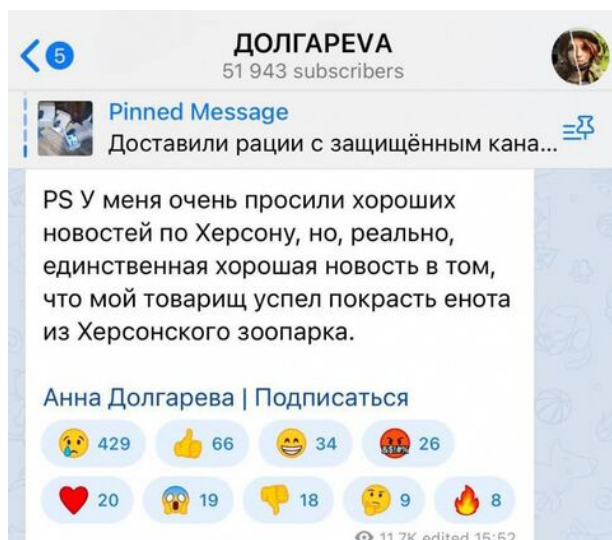 5
ДОЛГАРЕVА
51 943 subscribers
Pinned Message
Доставили рации с защищённым кана...
PS У меня очень просили хороших
новостей по Херсону, но, реально,
единственная хорошая новость в том,
что мой товарищ успел покрасть енота
из Херсонского зоопарка.
Анна Долгарева | Подписаться
429 66 34 26
20 19 18 9 8
11.7K edited 15:52